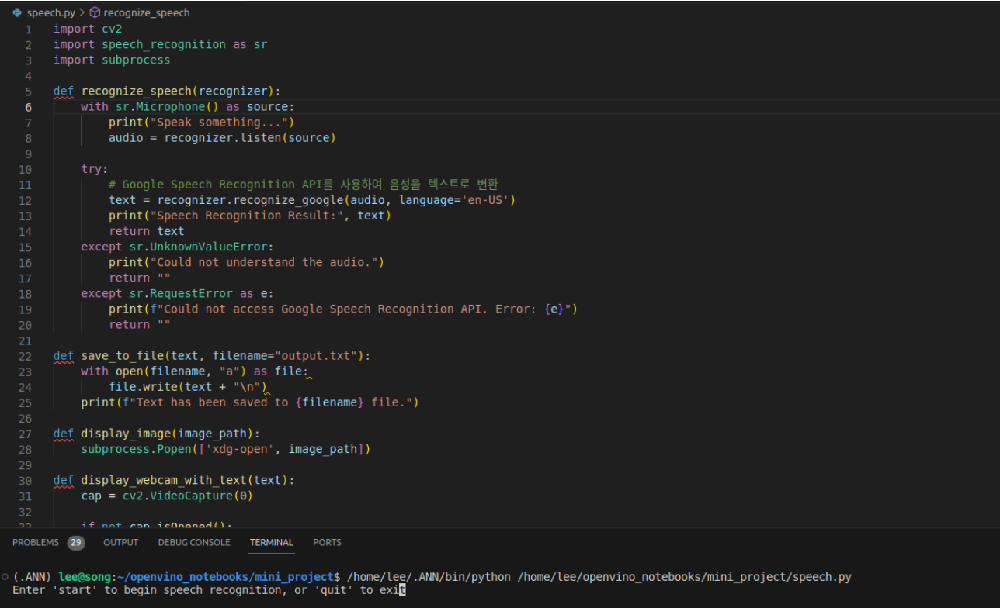 speech.py > recognize_speech
1 import cv2
2 import speech_recognition as sr
3 import subprocess
4
5 def recognize_speech(recognizer):
6     with sr.Microphone() as source:
7         print("Speak something...")
8         audio = recognizer.listen(source)
9
10     try:
11         # Google Speech Recognition API를 사용하여 음성을 텍스트로 변환
12         text = recognizer.recognize_google(audio, language='en-US')
13         print("Speech Recognition Result:", text)
14         return text
15     except sr.UnknownValueError:
16         print("Could not understand the audio.")
17         return ""
18     except sr.RequestError as e:
19         print(f"Could not access Google Speech Recognition API. Error: {e}")
20         return ""
21
22 def save_to_file(text, filename="output.txt"):
23     with open(filename, "a") as file:
24         file.write(text + "\n")
25     print(f"Text has been saved to {filename} file.")
26
27 def display_image(image_path):
28     subprocess.Popen(['xdg-open', image_path])
29
30 def display_webcam_with_text(text):
31     cap = cv2.VideoCapture(0)
32
33     if not cap.isOpened():
PROBLEMS 29 OUTPUT DEBUG CONSOLE TERMINAL PORTS
(.ANN) lee@song:~/openvino_notebooks/mini_project$ /home/lee/.ANN/bin/python /home/lee/openvino_notebooks/mini_project/speech.py
Enter 'start' to begin speech recognition, or 'quit' to exit